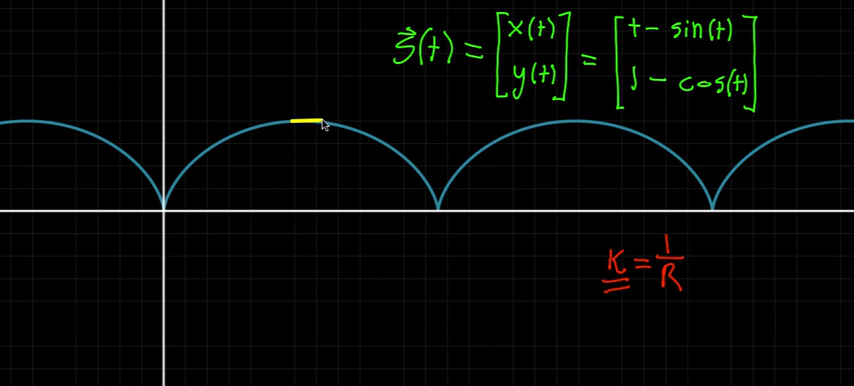 s⃗(t) = [x(t) y(t)] = [t - sin(t) 1 - cos(t)]
K = 1/R